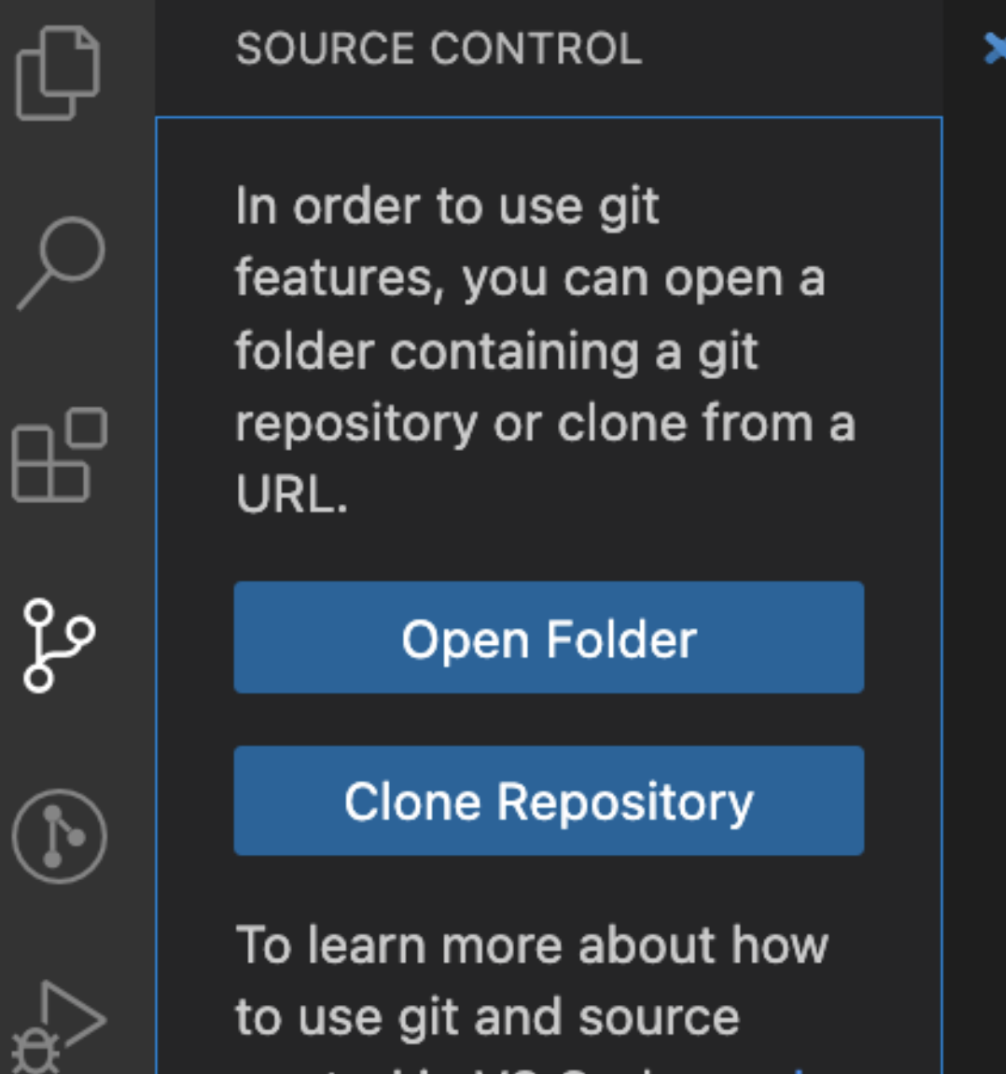 SOURCE CONTROL
In order to use git
features, you can open a
folder containing a git
repository or clone from a
URL.
Open Folder
Clone Repository
To learn more about how
to use git and source